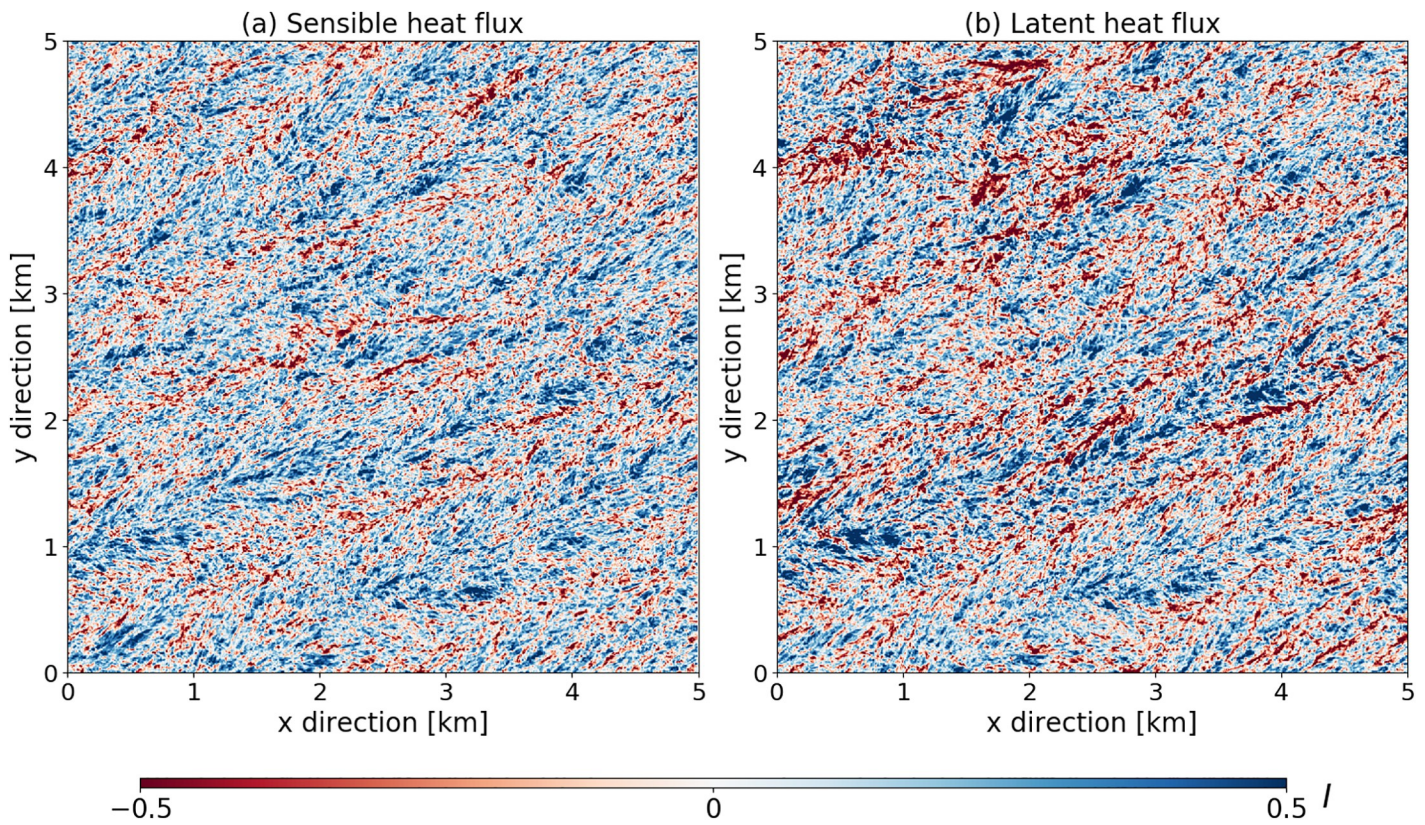 (a) Sensible heat flux
5
4
3
2
1
0
y direction [km]
0 1 2 3 4 5
x direction [km]
(b) Latent heat flux
5
4
3
2
1
0
y direction [km]
0 1 2 3 4 5
x direction [km]
−0.5 0 0.5 I